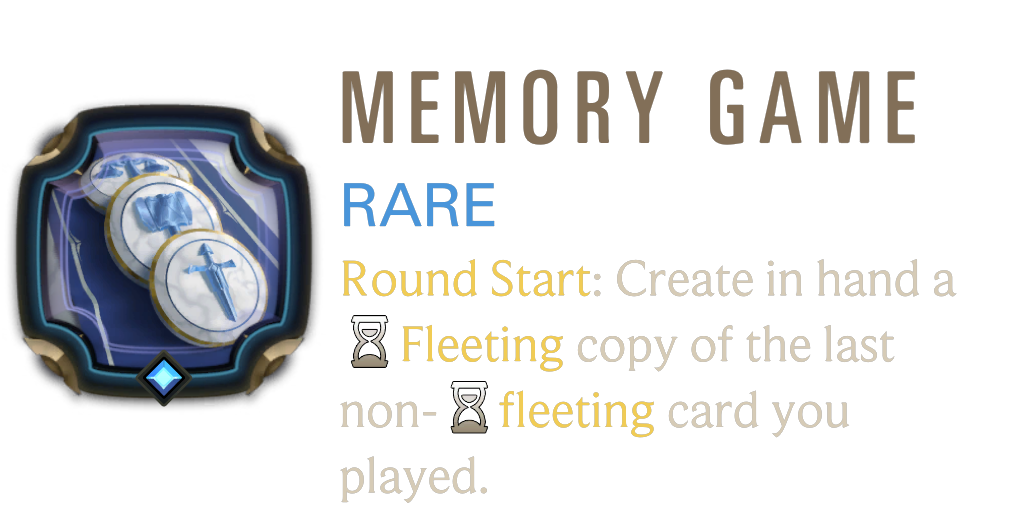 MEMORY GAME
RARE
Round Start: Create in hand a
Fleeting copy of the last
non- fleeting card you
played.